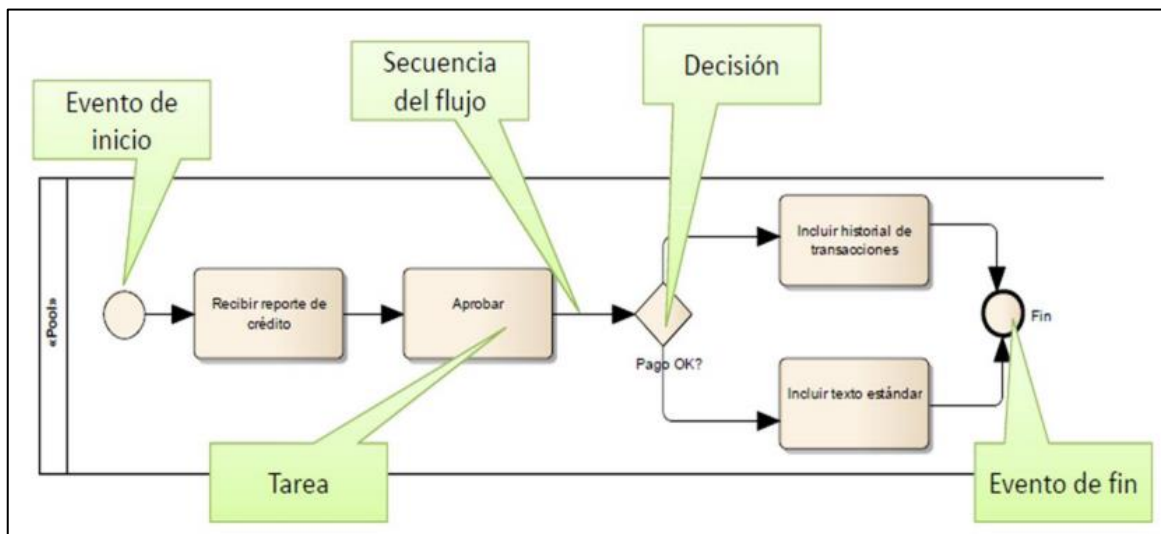 Secuencia
del flujo
Decisión
Evento de
inicio
«Pool»
Recibir reporte de
crédito
Aprobar
Pago OK?
Incluir historial de
transacciones
Incluir texto estándar
Fin
Tarea
Evento de fin